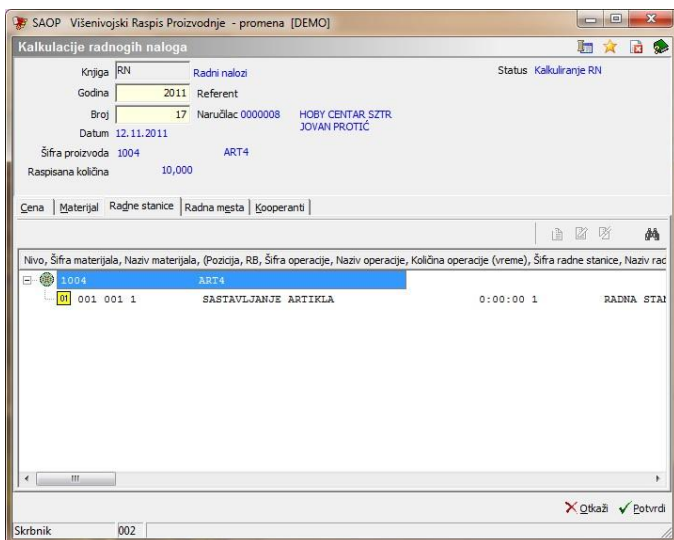 SAOP Višenivojski Raspis Proizvodnje - promena [DEMO]
Kalkulacije radnogih naloga
Knjiga RN Radni nalozi Status Kalkuliranje RN
Godina 2011 Referent
Broj 17 Naručilac 0000008 HOBY CENTAR SZTR
JOVAN PROTIĆ
Datum 12.11.2011
Šifra proizvoda 1004 ART4
Raspisana količina 10,000
Cena Materijal Radne stanice Radna mesta Kooperanti
Nivo, Šifra materijala, Naziv materijala, (Pozicija, RB, Šifra operacije, Naziv operacije, Količina operacije (vreme), Šifra radne stanice, Naziv rad
1004 ART4
01 001 001 1 SASTAVLJANJE ARTIKLA 0:00:00 1 RADNA STAN
Otkaži Potvrdi
Skrbnik 002